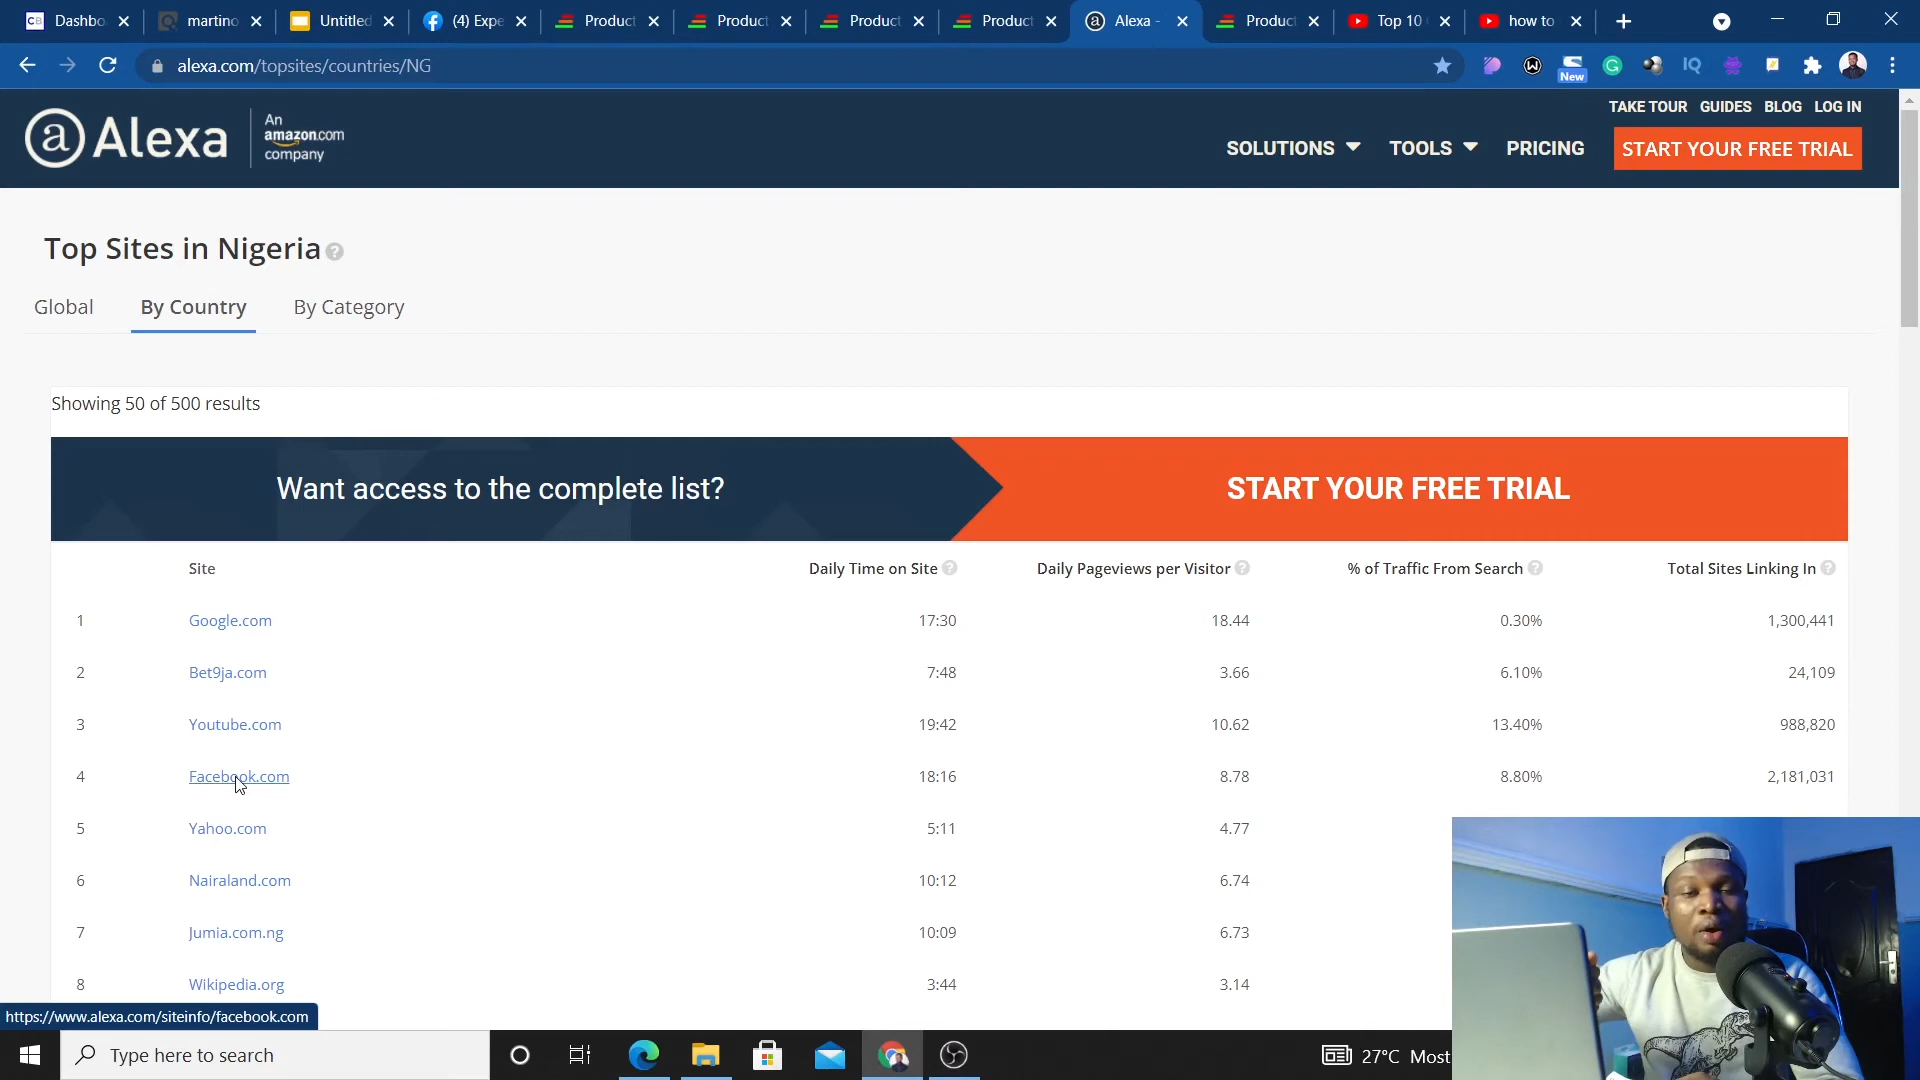 Dashbo
martino
Untitled
(4) Expe
Product
Product
Product
Product
Alexa -
Product
Top 10
how to
alexa.com/topsites/countries/NG
New
IQ
TAKE TOUR GUIDES BLOG LOG IN
Alexa
An
amazon.com
company
SOLUTIONS TOOLS PRICING START YOUR FREE TRIAL
Top Sites in Nigeria
Global By Country By Category
Showing 50 of 500 results
Want access to the complete list? START YOUR FREE TRIAL
Site Daily Time on Site Daily Pageviews per Visitor % of Traffic From Search Total Sites Linking In
1 Google.com 17:30 18.44 0.30% 1,300,441
2 Bet9ja.com 7:48 3.66 6.10% 24,109
3 Youtube.com 19:42 10.62 13.40% 988,820
4 Facebook.com 18:16 8.78 8.80% 2,181,031
5 Yahoo.com 5:11 4.77
6 Nairaland.com 10:12 6.74
7 Jumia.com.ng 10:09 6.73
8 Wikipedia.org 3:44 3.14
https://www.alexa.com/siteinfo/facebook.com
Type here to search
27°C Most